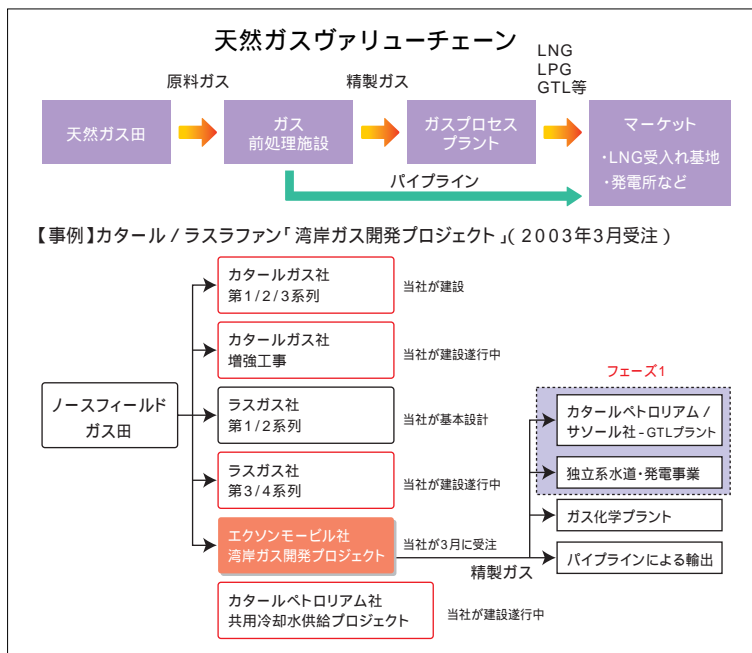 天然ガスヴァリューチェーン
原料ガス
精製ガス
LNG
LPG
GTL等
天然ガス田
ガス
前処理施設
ガスプロセス
プラント
マーケット
・LNG受入れ基地
・発電所など
パイプライン
【事例】カタール / ラスラファン「湾岸ガス開発プロジェクト」(2003年3月受注)
カタールガス社
第1/2/3系列
当社が建設
カタールガス社
増強工事
当社が建設遂行中
フェーズ1
ノースフィールド
ガス田
ラスガス社
第1/2系列
当社が基本設計
カタールペトロリアム /
サソール社-GTLプラント
ラスガス社
第3/4系列
当社が建設遂行中
独立系水道・発電事業
ガス化学プラント
エクソンモービル社
湾岸ガス開発プロジェクト
当社が3月に受注
精製ガス
パイプラインによる輸出
カタールペトロリアム社
共用冷却水供給プロジェクト
当社が建設遂行中